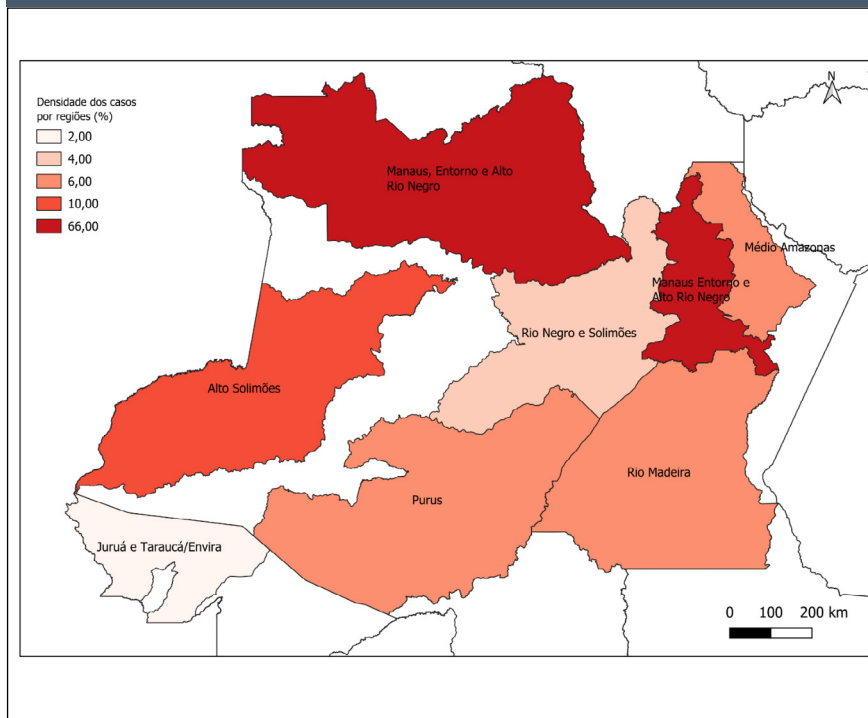 N
Densidade dos casos
por regiões (%)
2,00
4,00
6,00
10,00
66,00
Manaus, Entorno e Alto
Rio Negro
Médio Amazonas
Manaus Entorno e
Alto Rio Negro
Rio Negro e Solimões
Alto Solimões
Rio Madeira
Purus
Juruá e Taraucá/Envira
0 100 200 km